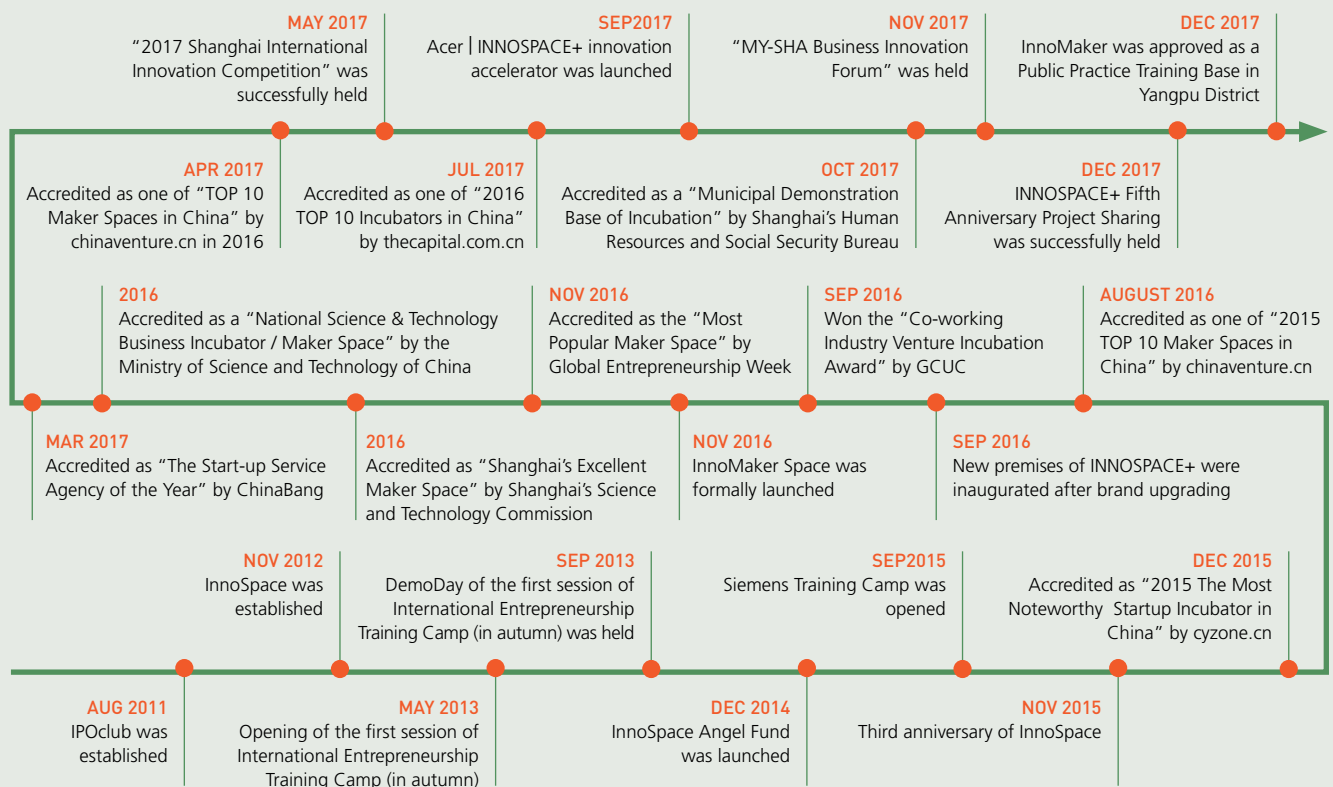 MAY 2017
“2017 Shanghai International
Innovation Competition” was
successfully held
SEP2017
Acer | INNOSPACE+ innovation
accelerator was launched
NOV 2017
“MY-SHA Business Innovation
Forum” was held
DEC 2017
InnoMaker was approved as a
Public Practice Training Base in
Yangpu District
APR 2017
Accredited as one of “TOP 10
Maker Spaces in China” by
chinaventure.cn in 2016
JUL 2017
Accredited as one of “2016
TOP 10 Incubators in China”
by thecapital.com.cn
OCT 2017
Accredited as a “Municipal Demonstration
Base of Incubation” by Shanghai’s Human
Resources and Social Security Bureau
DEC 2017
INNOSPACE+ Fifth
Anniversary Project Sharing
was successfully held
2016
Accredited as a “National Science & Technology
Business Incubator / Maker Space” by the
Ministry of Science and Technology of China
NOV 2016
Accredited as the “Most
Popular Maker Space” by
Global Entrepreneurship Week
SEP 2016
Won the “Co-working
Industry Venture Incubation
Award” by GCUC
AUGUST 2016
Accredited as one of “2015
TOP 10 Maker Spaces in
China” by chinaventure.cn
MAR 2017
Accredited as “The Start-up Service
Agency of the Year” by ChinaBang
2016
Accredited as “Shanghai’s Excellent
Maker Space” by Shanghai’s Science
and Technology Commission
NOV 2016
InnoMaker Space was
formally launched
SEP 2016
New premises of INNOSPACE+ were
inaugurated after brand upgrading
NOV 2012
InnoSpace was
established
SEP 2013
DemoDay of the first session of
International Entrepreneurship
Training Camp (in autumn) was held
SEP2015
Siemens Training Camp was
opened
DEC 2015
Accredited as “2015 The Most
Noteworthy Startup Incubator in
China” by cyzone.cn
AUG 2011
IPOclub was
established
MAY 2013
Opening of the first session of
International Entrepreneurship
Training Camp (in autumn)
DEC 2014
InnoSpace Angel Fund
was launched
NOV 2015
Third anniversary of InnoSpace